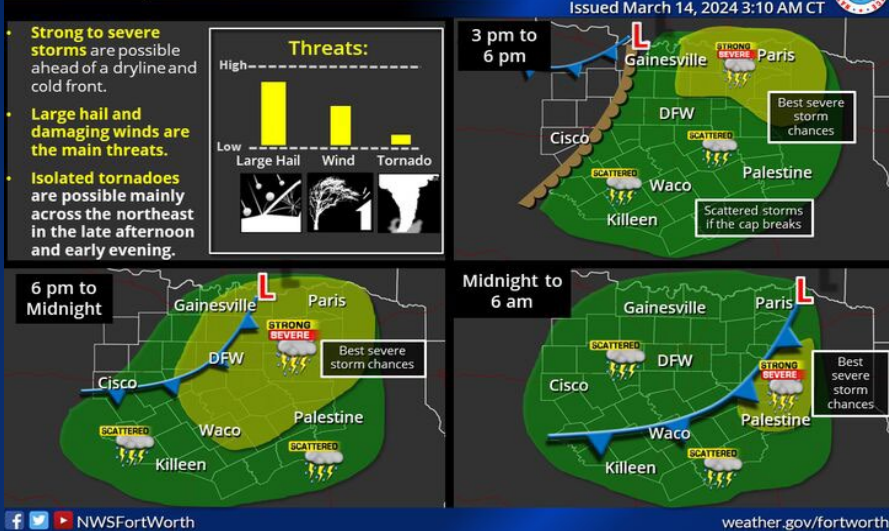 Issued March 14, 2024 3:10 AM CT
• Strong to severe
storms are possible
ahead of a dryline and
cold front.
• Large hail and
damaging winds are
the main threats.
• Isolated tornadoes
are possible mainly
across the northeast
in the late afternoon
and early evening.
Threats:
High
Low
Large Hail Wind Tornado
3 pm to
6 pm
L
Gainesville
STRONG
SEVERE
Paris
Best severe
storm
chances
DFW
Cisco
SCATTERED
SCATTERED
Waco
Palestine
Killeen
Scattered storms
if the cap breaks
6 pm to
Midnight
L
Gainesville
Paris
STRONG
SEVERE
DFW
Best severe
storm chances
Cisco
Palestine
Waco
SCATTERED
SCATTERED
Killeen
Midnight to
6 am
L
Gainesville
Paris
SCATTERED
DFW
STRONG
SEVERE
Best
severe
storm
chances
Cisco
Palestine
Waco
SCATTERED
Killeen
NWSFortWorth
weather.gov/fortworth